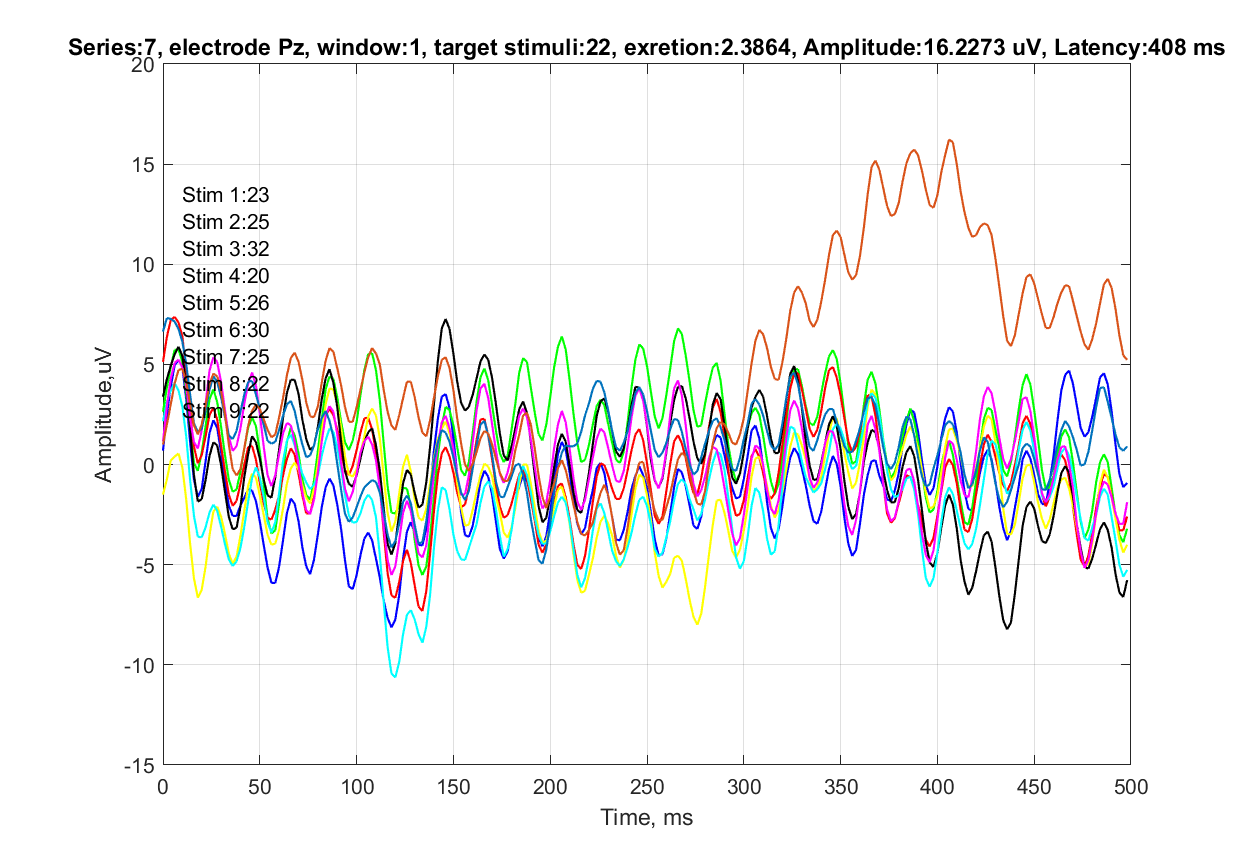 Series:7, electrode Pz, window:1, target stimuli:22, exretion:2.3864, Amplitude:16.2273 uV, Latency:408 ms
20
15
10
5
0
-5
-10
-15
Amplitude,uV
Stim 1:23
Stim 2:25
Stim 3:32
Stim 4:20
Stim 5:26
Stim 6:30
Stim 7:25
Stim 8:22
Stim 9:22
0 50 100 150 200 250 300 350 400 450 500
Time, ms